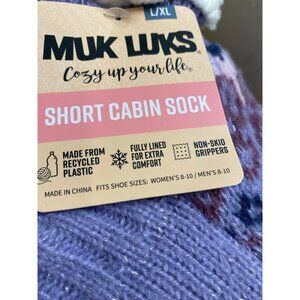 L/XL
MUK LUKS®
Cozy up your life®
SHORT CABIN SOCK
MADE FROM
RECYCLED
PLASTIC
FULLY LINED
FOR EXTRA
COMFORT
NON-SKID
GRIPPERS
MADE IN CHINA FITS SHOE SIZES: WOMEN'S 8-10 / MEN'S 8-10